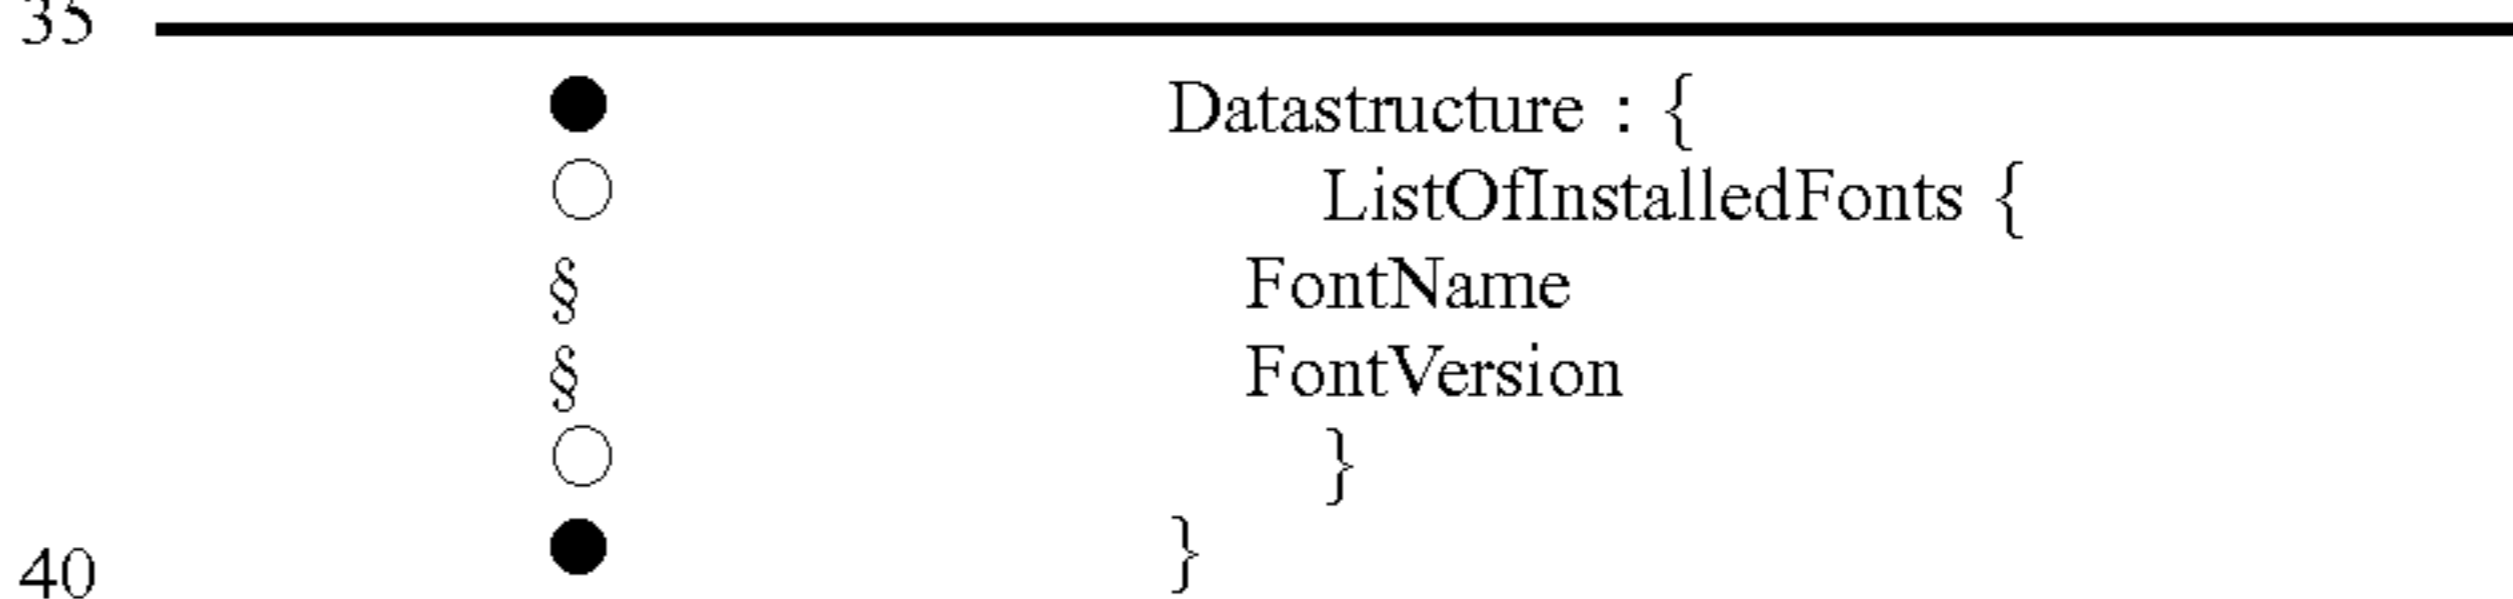 35
● Datastructure : {
○ ListOfInstalledFonts {
§ FontName
§ FontVersion
○ }
● }
40